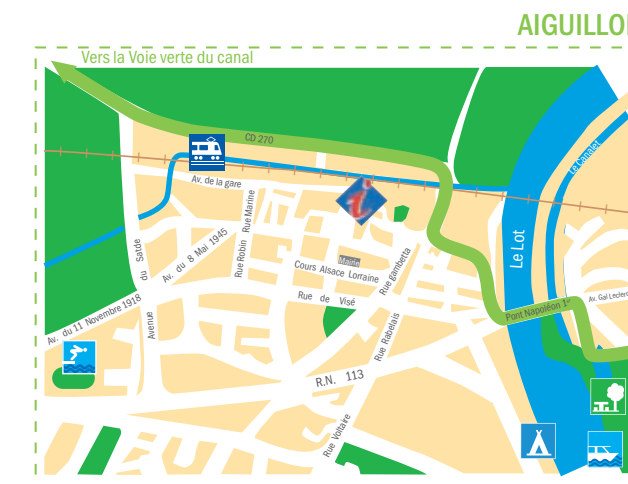 AIGUILLO
Vers la Voie verte du canal
CD 270
Av. de la gare
Le Canalet
Rue Marine
Rue Robin
Av. du 8 Mai 1945
Avenue du Satde
Mairie
Cours Alsace Lorraine
Rue gambetta
Le Lot
Rue de Visé
Av. du 11 Novembre 1918
Pont Napoléon 1er
Av. Gal Leclerc
Rue Rabelais
R.N. 113
Rue Voltaire
i